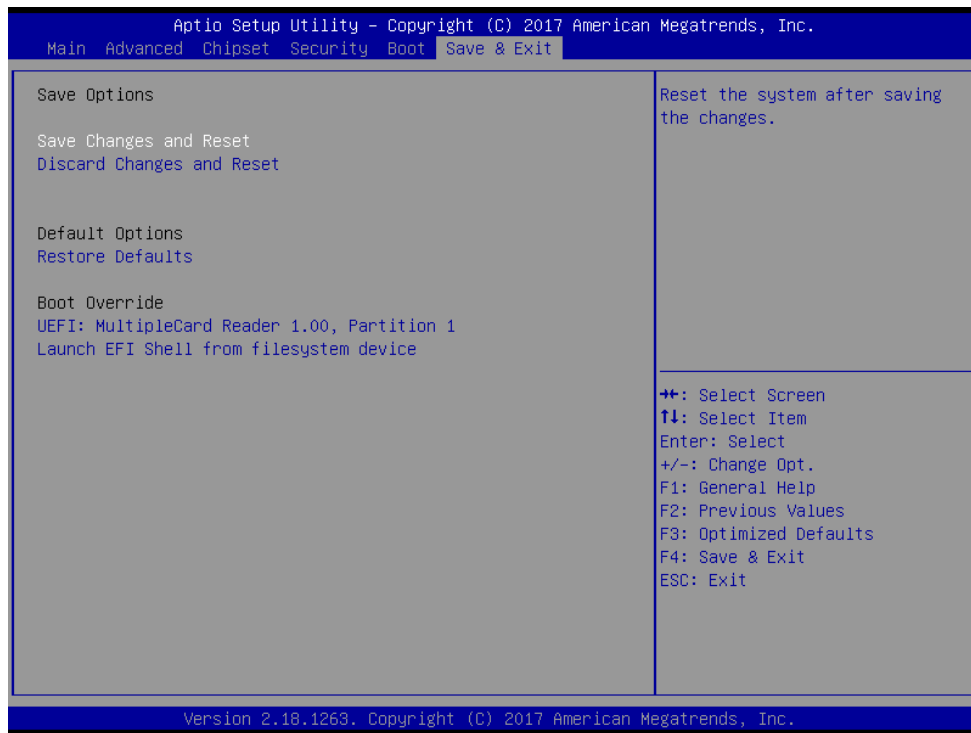 Aptio Setup Utility – Copyright (C) 2017 American Megatrends, Inc.
Main Advanced Chipset Security Boot Save & Exit
Save Options
Save Changes and Reset
Discard Changes and Reset
Default Options
Restore Defaults
Boot Override
UEFI: MultipleCard Reader 1.00, Partition 1
Launch EFI Shell from filesystem device
Reset the system after saving
the changes.
→←: Select Screen
↑↓: Select Item
Enter: Select
+/-: Change Opt.
F1: General Help
F2: Previous Values
F3: Optimized Defaults
F4: Save & Exit
ESC: Exit
Version 2.18.1263. Copyright (C) 2017 American Megatrends, Inc.